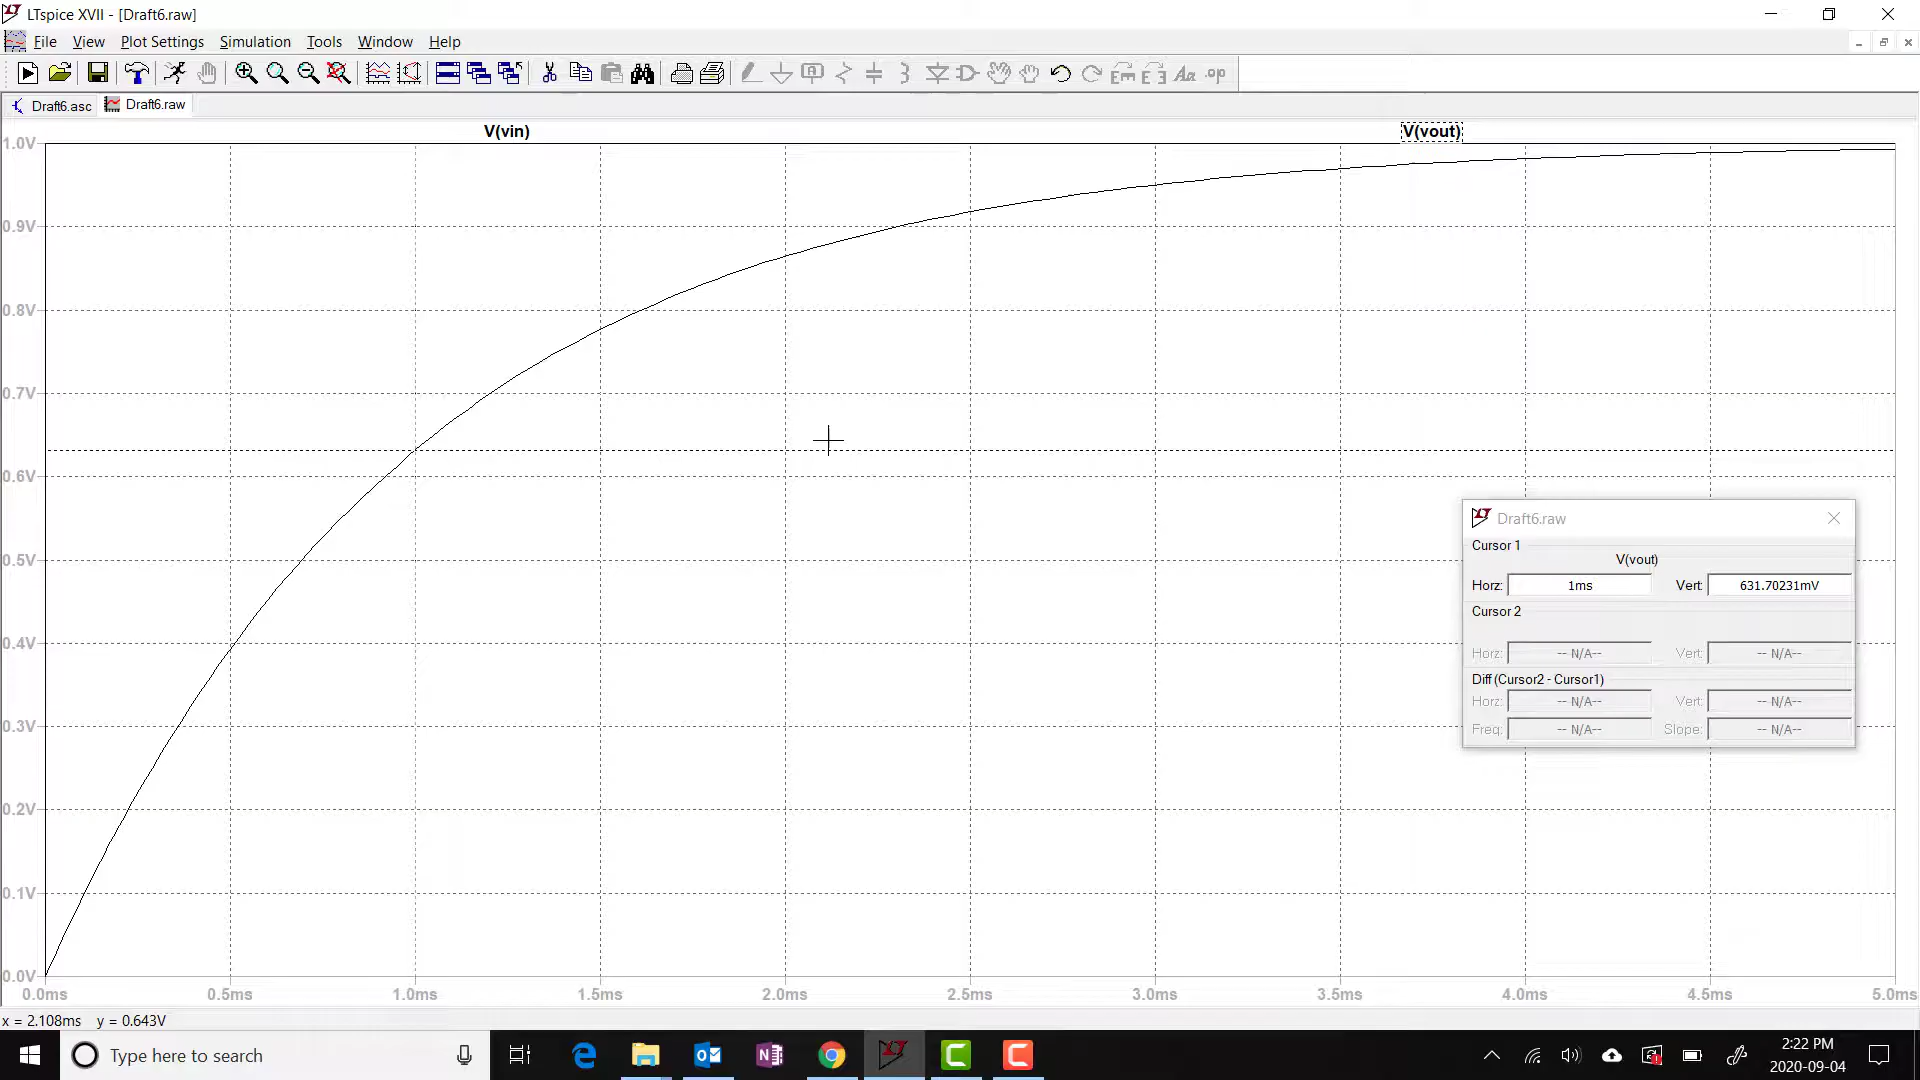 LTspice XVII - [Draft6.raw]
File View Plot Settings Simulation Tools Window Help
Draft6.asc Draft6.raw
V(vin) V(vout)
1.0V
0.9V
0.8V
0.7V
0.6V
0.5V
0.4V
0.3V
0.2V
0.1V
0.0V
0.0ms 0.5ms 1.0ms 1.5ms 2.0ms 2.5ms 3.0ms 3.5ms 4.0ms 4.5ms 5.0ms
Draft6.raw
Cursor 1
V(vout)
Horz: 1ms Vert: 631.70231mV
Cursor 2
Horz: -- N/A-- Vert: -- N/A--
Diff (Cursor2 - Cursor1)
Horz: -- N/A-- Vert: -- N/A--
Freq: -- N/A-- Slope: -- N/A--
x = 2.108ms y = 0.643V
Type here to search
2:22 PM
2020-09-04